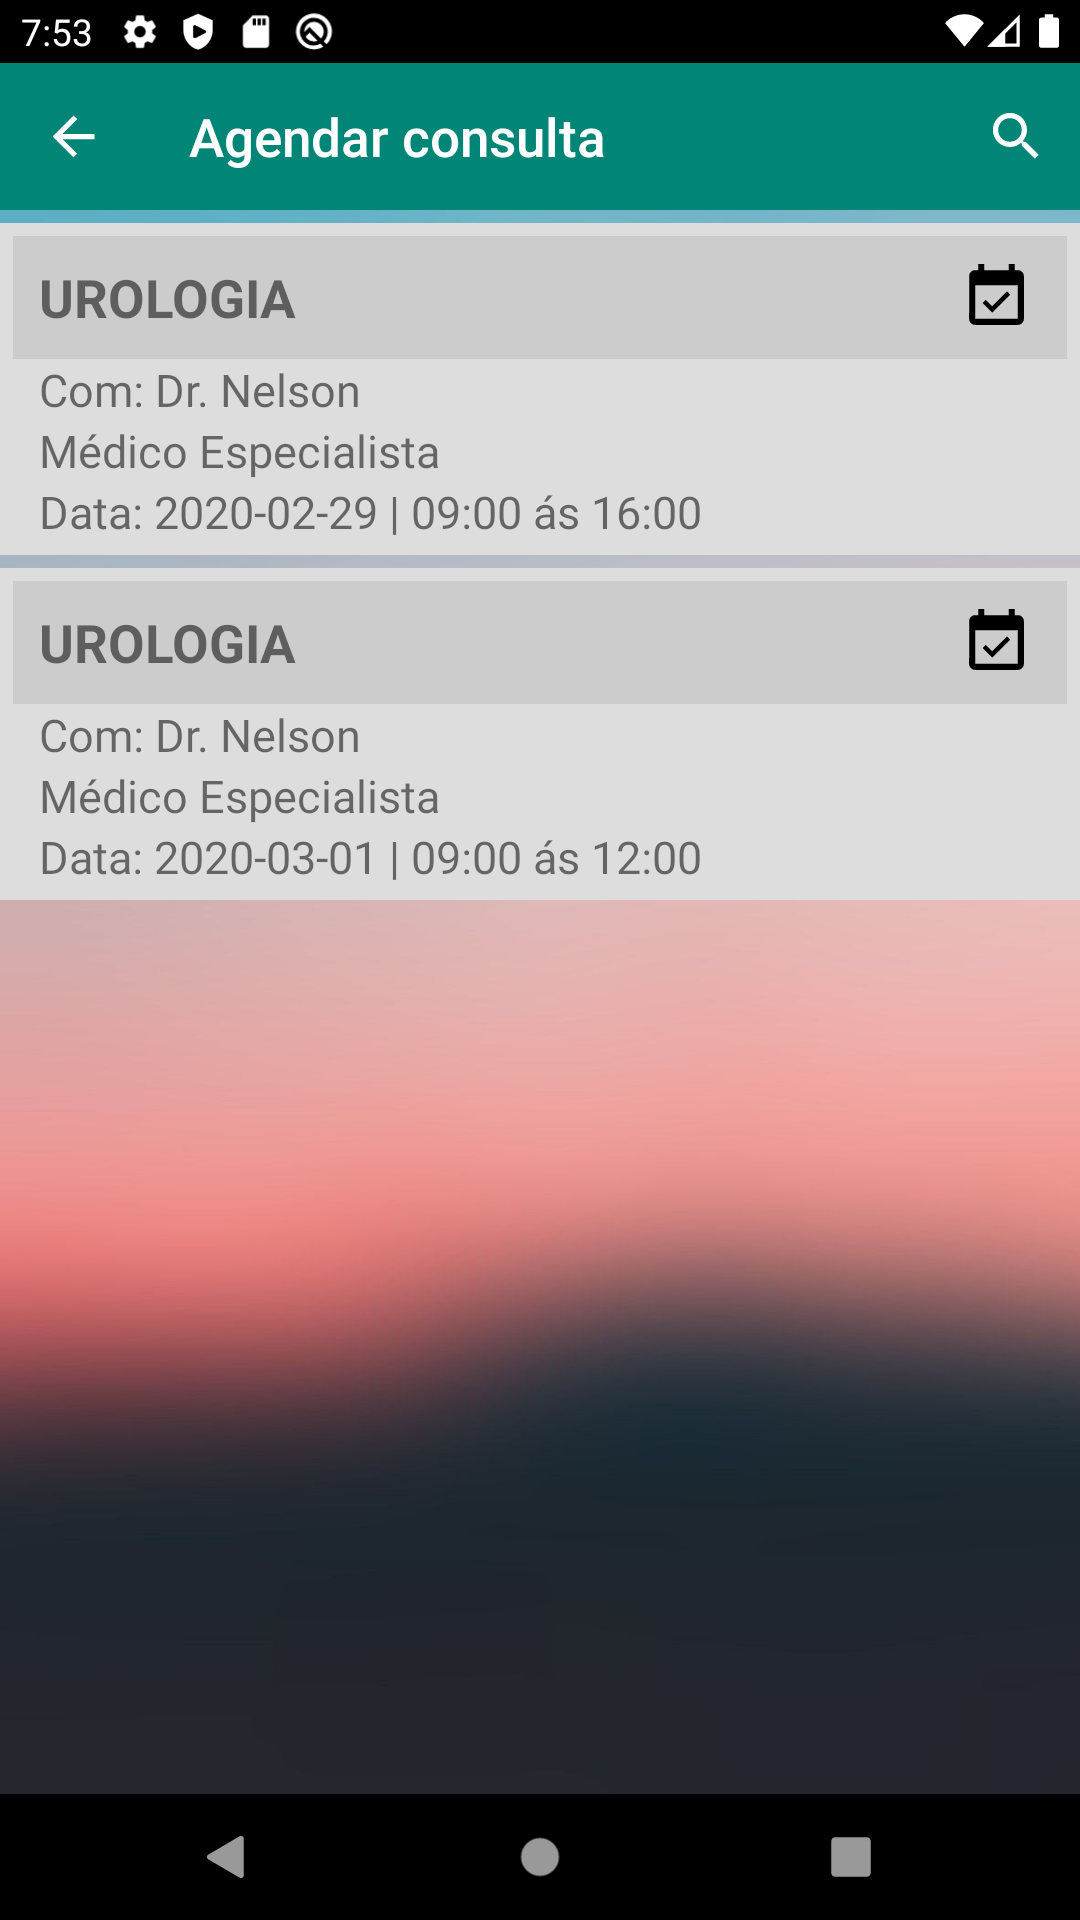 7:53
Agendar consulta
UROLOGIA
Com: Dr. Nelson
Médico Especialista
Data: 2020-02-29 | 09:00 ás 16:00
UROLOGIA
Com: Dr. Nelson
Médico Especialista
Data: 2020-03-01 | 09:00 ás 12:00